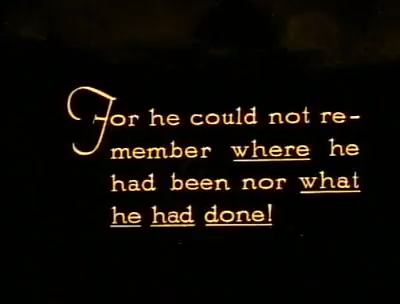 For he could not re-
member where he
had been nor what
he had done!